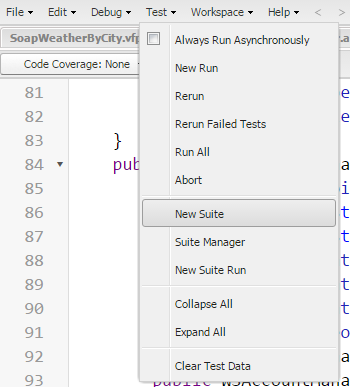 File Edit Debug Test Workspace Help < >
SoapWeatherByCity.vfp
Code Coverage: None
Always Run Asynchronously
New Run
Rerun
Rerun Failed Tests
Run All
Abort
New Suite
Suite Manager
New Suite Run
Collapse All
Expand All
Clear Test Data
81
82
83 }
84
85
86
87
88
89
90
91
92
93 public